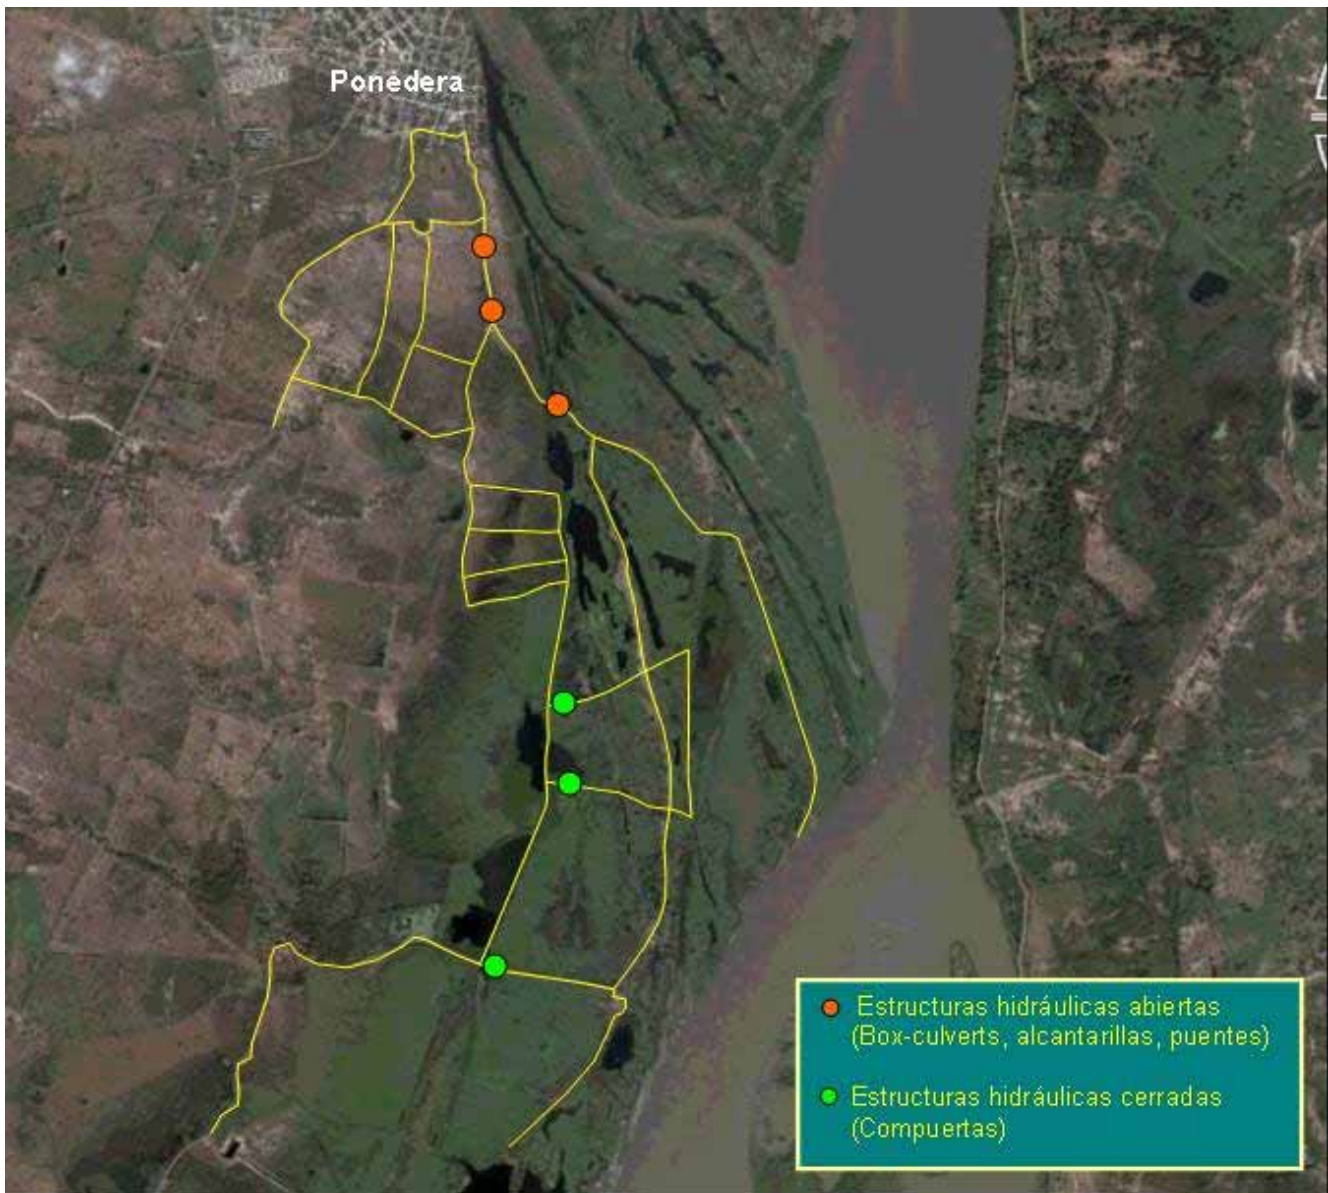 Ponedera
Estructuras hidráulicas abiertas
(Box-culverts, alcantarillas, puentes)
Estructuras hidráulicas cerradas
(Compuertas)